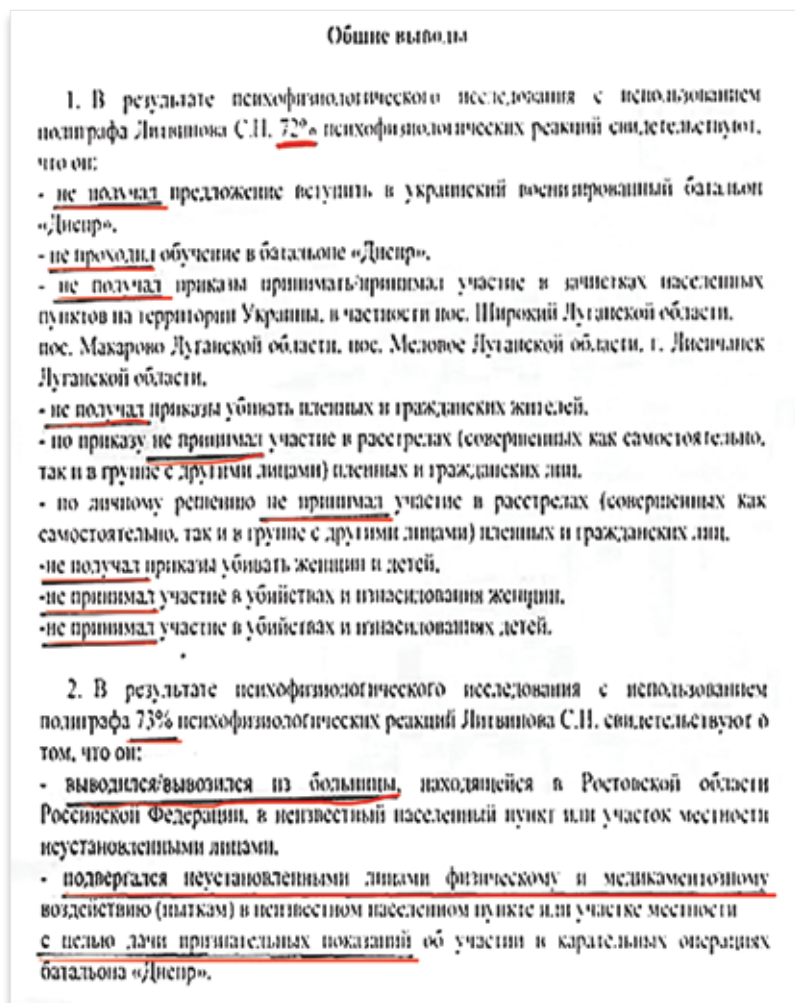 Общие выводы
1. В результате психофизиологического исследования с использованием
полиграфа Литвинова С.Н. 72% психофизиологических реакций свидетельствуют,
что он:
- не получал предложение вступить в украинский военизированный батальон
«Днепр».
- не проходил обучение в батальоне «Днепр».
- не получал приказы принимать/принимал участие в зачистках населенных
пунктов на территории Украины, в частности пос. Широкий Луганской области.
пос. Макарово Луганской области, пос. Меловое Луганской области, г. Лисичанск
Луганской области.
- не получал приказы убивать пленных и гражданских жителей.
- по приказу не принимал участие в расстрелах (совершенных как самостоятельно,
так и в группе с другими лицами) пленных и гражданских лиц.
- по личному решению не принимал участие в расстрелах (совершенных как
самостоятельно, так и в группе с другими лицами) пленных и гражданских лиц.
-не получал приказы убивать женщин и детей.
-не принимал участие в убийствах и изнасилования женщин.
-не принимал участие в убийствах и изнасилованиях детей.
2. В результате психофизиологического исследования с использованием
полиграфа 73% психофизиологических реакций Литвинова С.Н. свидетельствуют о
том, что он:
- выводился/вывозился из больницы, находящейся в Ростовской области
Российской Федерации, в неизвестный населенный пункт или участок местности
неустановленными лицами.
- подвергался неустановленными лицами физическому и медикаментозному
воздействию (пыткам) в неизвестном населенном пункте или участке местности
с целью дачи признательных показаний об участии в карательных операциях
батальона «Днепр».